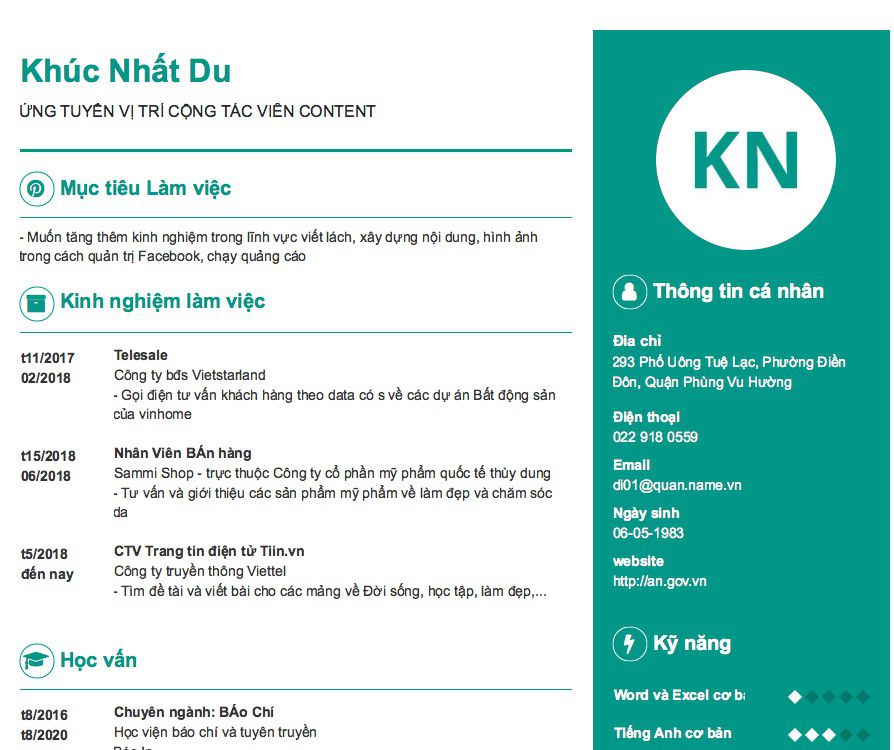 Khúc Nhất Du
ỨNG TUYỂN VỊ TRÍ CỘNG TÁC VIÊN CONTENT
Mục tiêu Làm việc
- Muốn tăng thêm kinh nghiệm trong lĩnh vực viết lách, xây dựng nội dung, hình ảnh
trong cách quản trị Facebook, chạy quảng cáo
Kinh nghiệm làm việc
t11/2017
02/2018
Telesale
Công ty bđs Vietstarland
- Gọi điện tư vấn khách hàng theo data có s về các dự án Bất động sản
của vinhome
t15/2018
06/2018
Nhân Viên BÁn hàng
Sammi Shop - trực thuộc Công ty cổ phần mỹ phẩm quốc tế thùy dung
- Tư vấn và giới thiệu các sản phẩm mỹ phẩm về làm đẹp và chăm sóc
da
t5/2018
đến nay
CTV Trang tin điện tử Tiin.vn
Công ty truyền thông Viettel
- Tìm đề tài và viết bài cho các mảng về Đời sống, học tập, làm đẹp,...
Học vấn
t8/2016
t8/2020
Chuyên ngành: BÁo Chí
Học viện báo chí và tuyên truyền
Báo In
KN
Thông tin cá nhân
Địa chỉ
293 Phố Uông Tuệ Lạc, Phường Điền
Đôn, Quận Phùng Vu Hường
Điện thoại
022 918 0559
Email
di01@quan.name.vn
Ngày sinh
06-05-1983
website
http://an.gov.vn
Kỹ năng
Word và Excel cơ bả
Tiếng Anh cơ bản